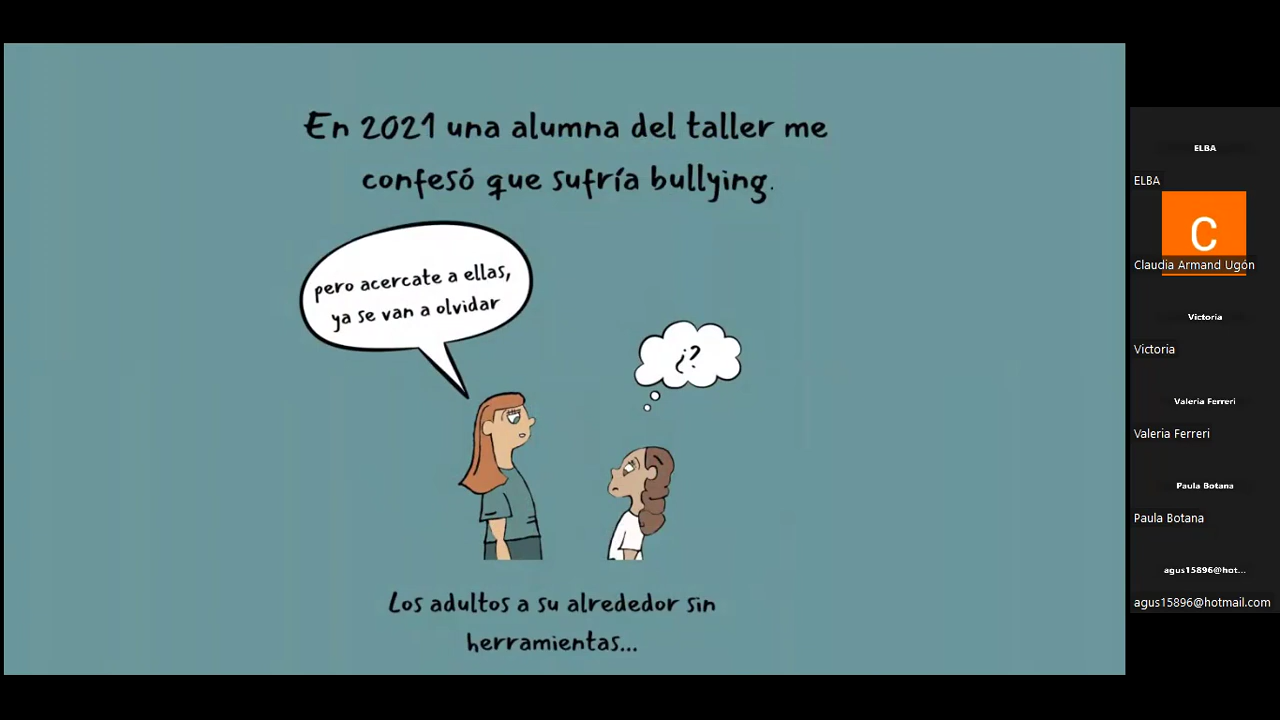 En 2021 una alumna del taller me
confesó que sufría bullying.
pero acercate a ellas,
ya se van a olvidar
¿?
Los adultos a su alrededor sin
herramientas...
ELBA
ELBA
C
Claudia Armand Ugón
Victoria
Victoria
Valeria Ferreri
Valeria Ferreri
Paula Botana
Paula Botana
agus15896@hot...
agus15896@hotmail.com